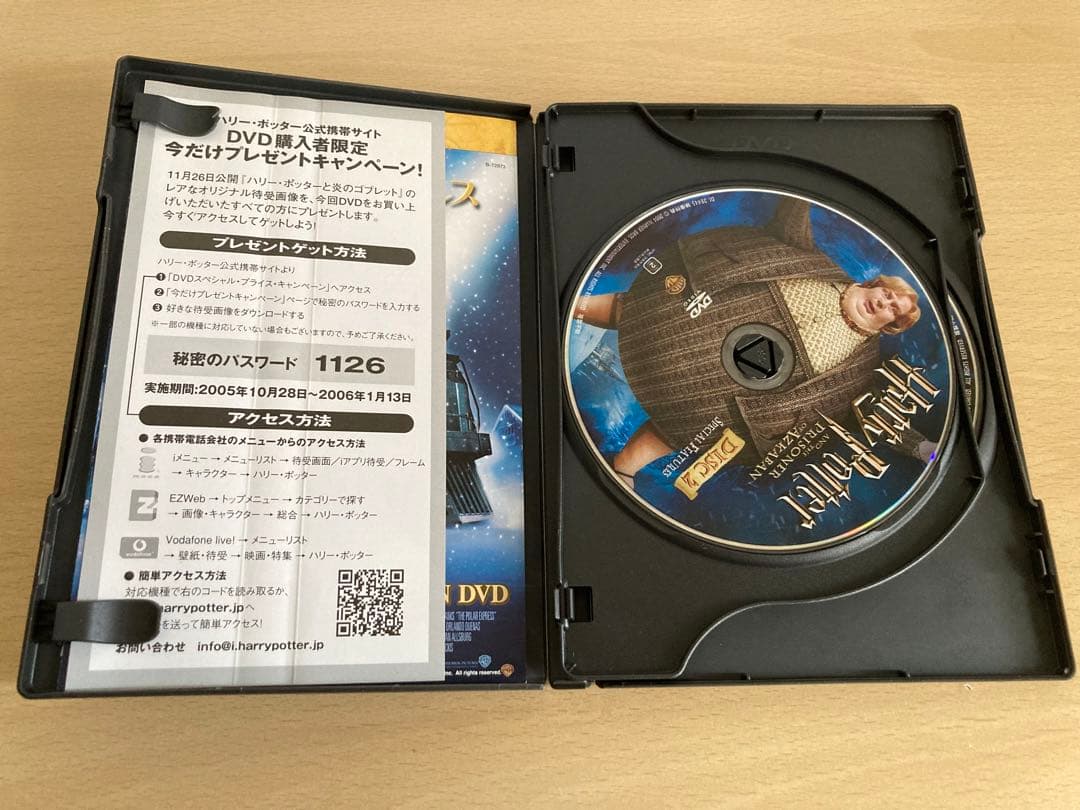 ハリー・ポッター公式携帯サイト
DVD購入者限定
今だけプレゼントキャンペーン!
11月26日公開『ハリー・ポッターと炎のゴブレット』の
レアなオリジナル待受画像を、今回DVDをお買い上
げいただいたすべての方にプレゼントします。
今すぐアクセスしてゲットしよう!
プレゼントゲット方法
ハリー・ポッター公式携帯サイトより
❶「DVDスペシャル・プライス・キャンペーン」へアクセス
❷「今だけプレゼントキャンペーン」ページで秘密のパスワードを入力する
❸ 好きな待受画像をダウンロードする
※一部の機種に対応していない場合もございますので、予めご了承ください。
秘密のパスワード 1126
実施期間:2005年10月28日～2006年1月13日
アクセス方法
● 各携帯電話会社のメニューからのアクセス方法
iメニュー → メニューリスト → 待受画面/iアプリ待受/フレーム
→ キャラクター → ハリー・ポッター
EZWeb → トップメニュー → カテゴリーで探す
→ 画像・キャラクター → 総合 → ハリー・ポッター
Vodafone live! → メニューリスト
→ 壁紙・待受 → 映画・特集 → ハリー・ポッター
vodafone
● 簡単アクセス方法
対応機種で右のコードを読み取るか、
.harrypotter.jpへ
を送って簡単アクセス!
お問い合わせ info@i.harrypotter.jp
ス
N DVD
"THE POLAR EXPRESS"
ORLANDO DUENAS
AN ALLSBURG
All rights reserved.
Harry Potter
AND THE
PRISONER
OF AZKABAN
DISC 2
SPECIAL FEATURES
DVD
2
WB